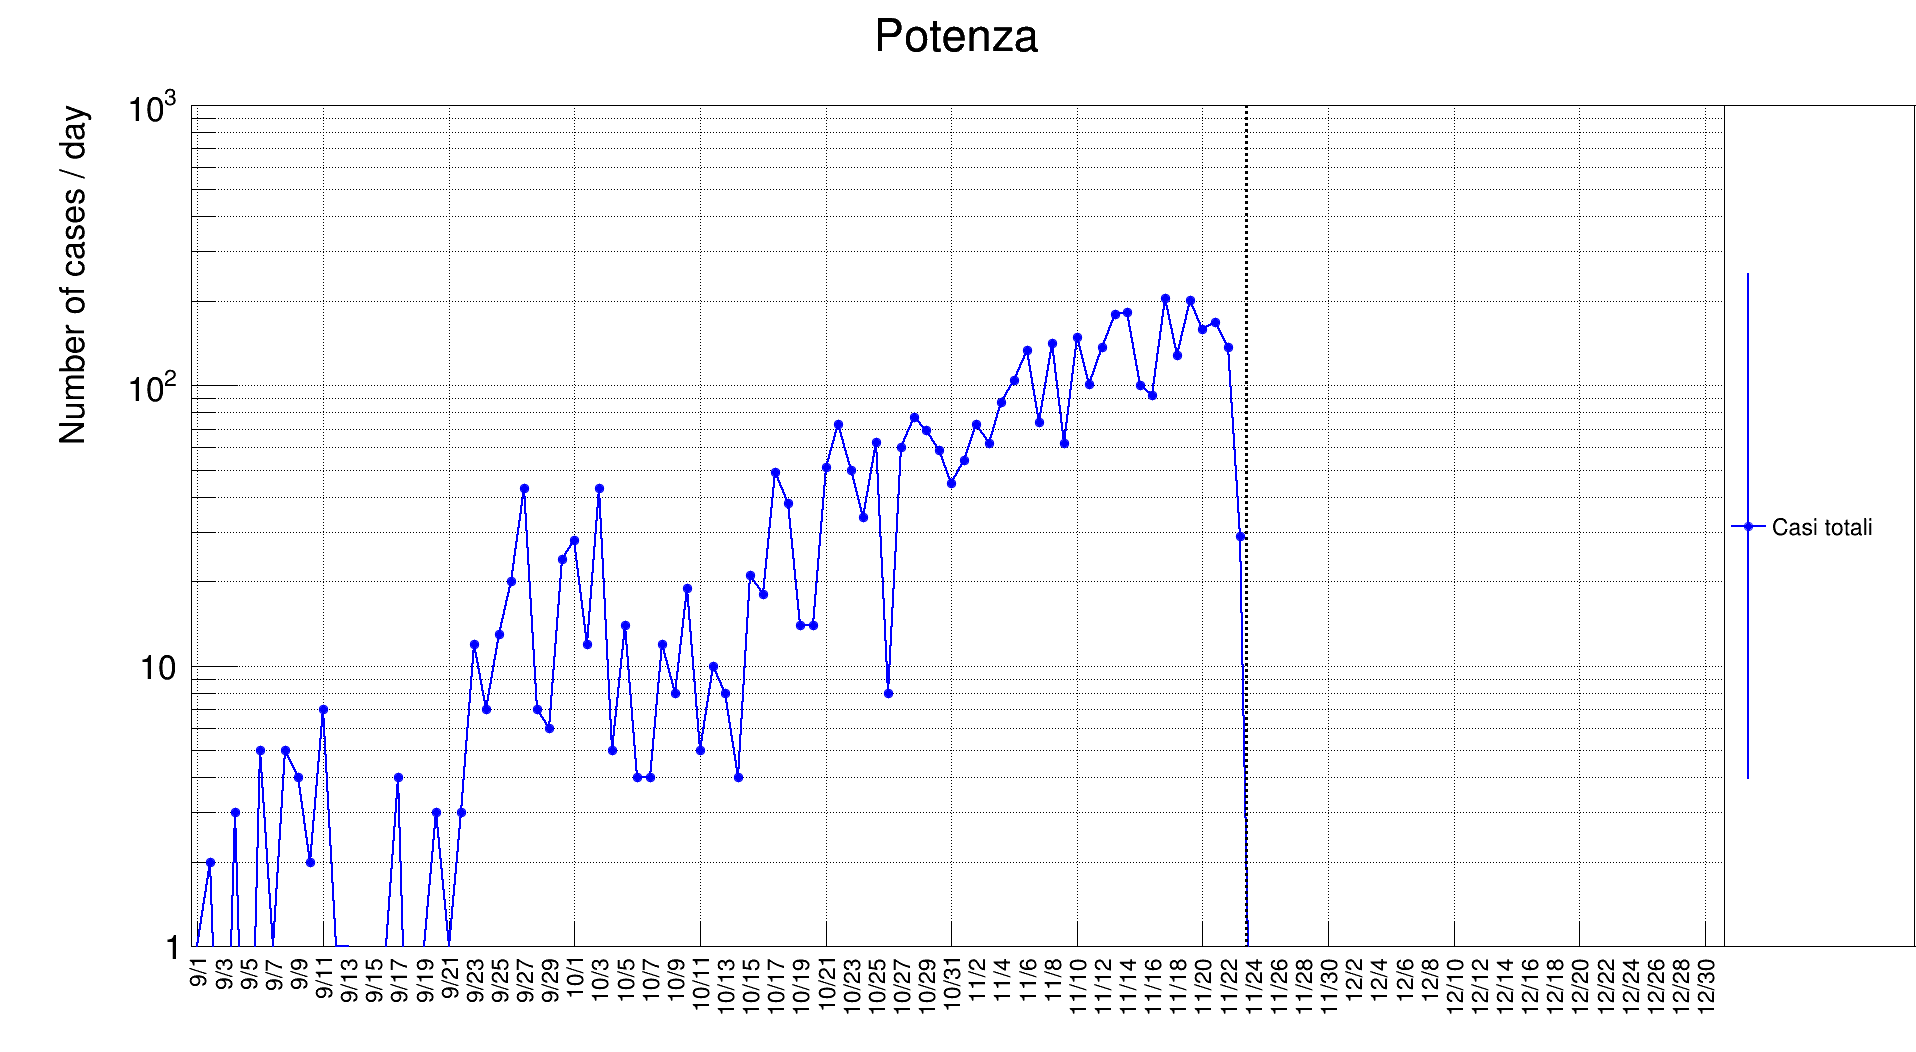 Potenza
Number of cases / day
10³
10²
10
1
9/1 9/3 9/5 9/7 9/9 9/11 9/13 9/15 9/17 9/19 9/21 9/23 9/25 9/27 9/29 10/1 10/3 10/5 10/7 10/9 10/11 10/13 10/15 10/17 10/19 10/21 10/23 10/25 10/27 10/29 10/31 11/2 11/4 11/6 11/8 11/10 11/12 11/14 11/16 11/18 11/20 11/22 11/24 11/26 11/28 11/30 12/2 12/4 12/6 12/8 12/10 12/12 12/14 12/16 12/18 12/20 12/22 12/24 12/26 12/28 12/30
Casi totali